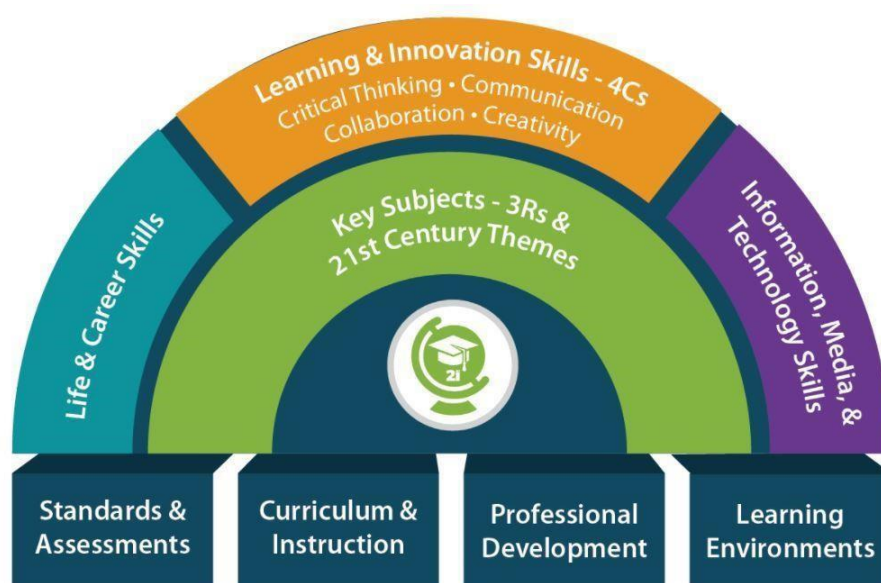 Learning & Innovation Skills - 4Cs
Critical Thinking • Communication
Collaboration • Creativity
Life & Career Skills
Key Subjects - 3Rs &
21st Century Themes
Information, Media, &
Technology Skills
21
Standards &
Assessments
Curriculum &
Instruction
Professional
Development
Learning
Environments